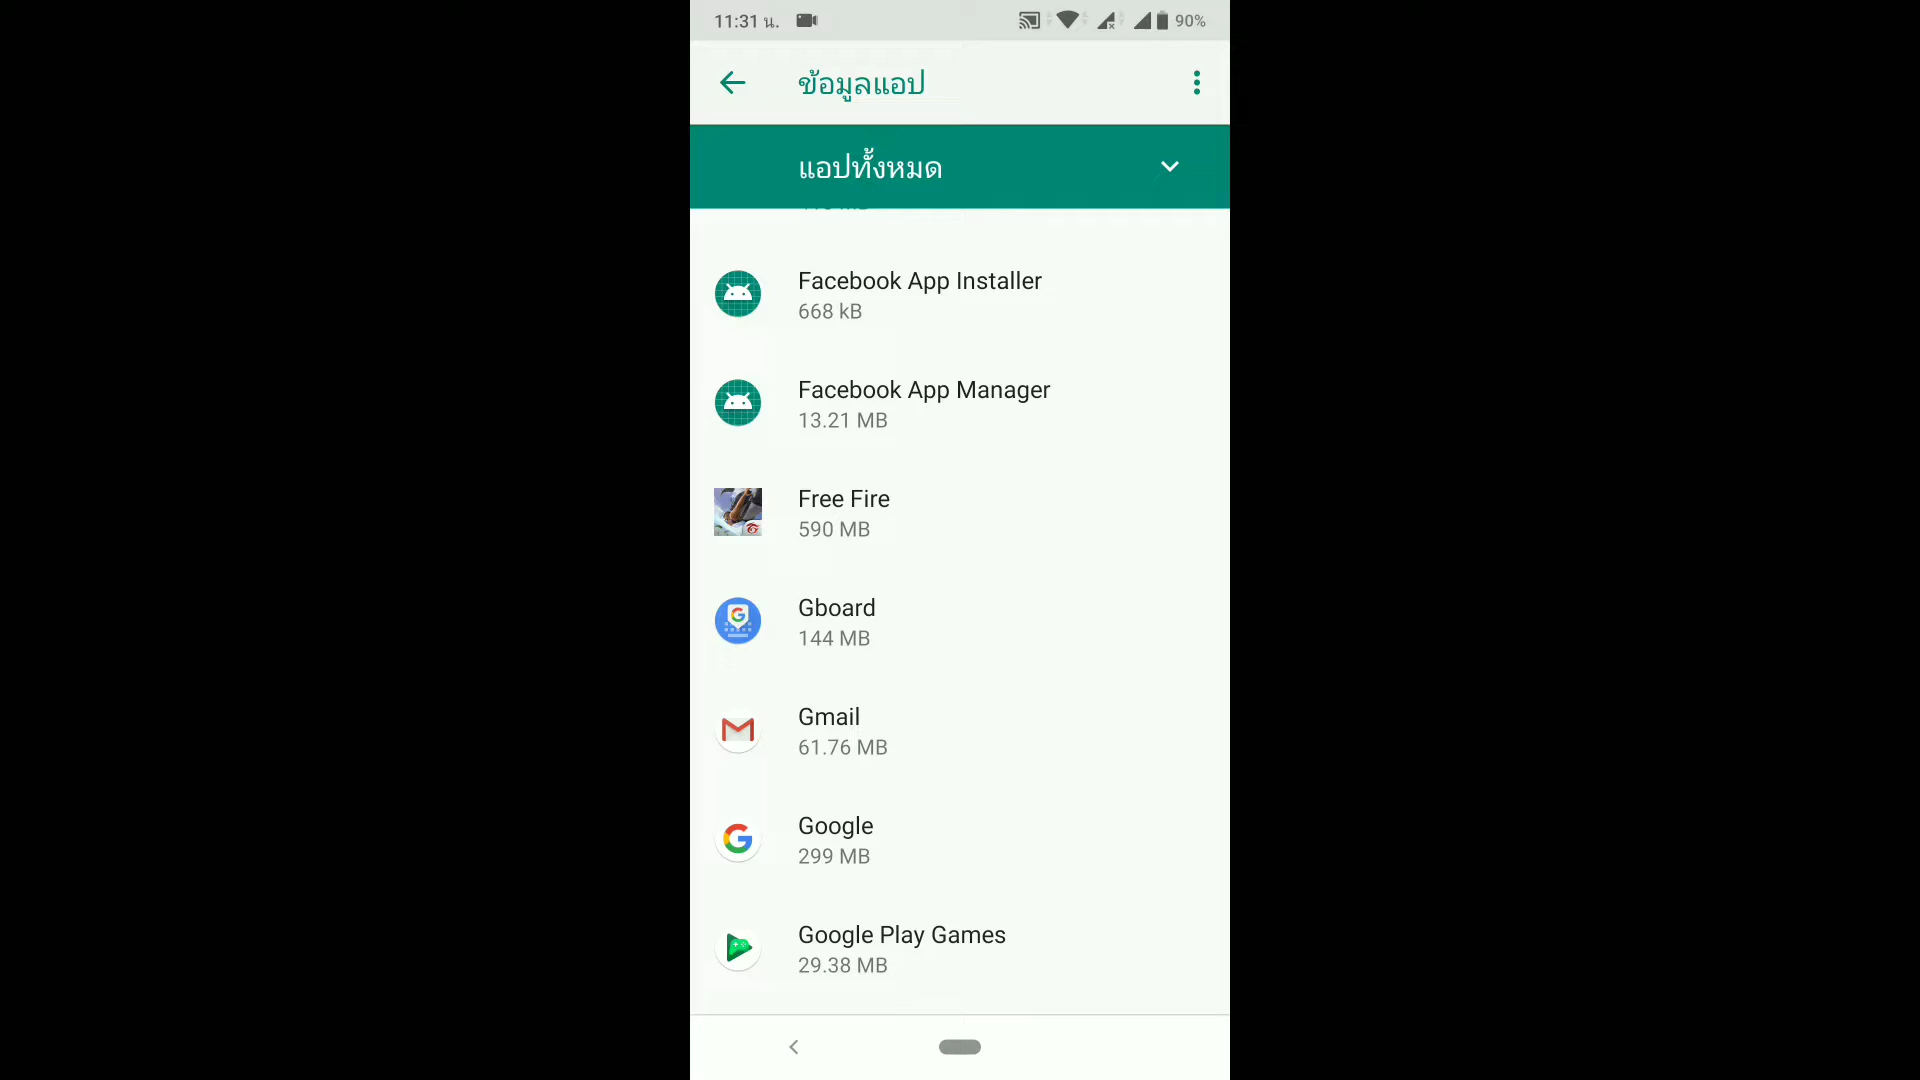 11:31 น.
90%
ข้อมูลแอป
แอปทั้งหมด
Facebook App Installer
668 kB
Facebook App Manager
13.21 MB
Free Fire
590 MB
Gboard
144 MB
Gmail
61.76 MB
Google
299 MB
Google Play Games
29.38 MB